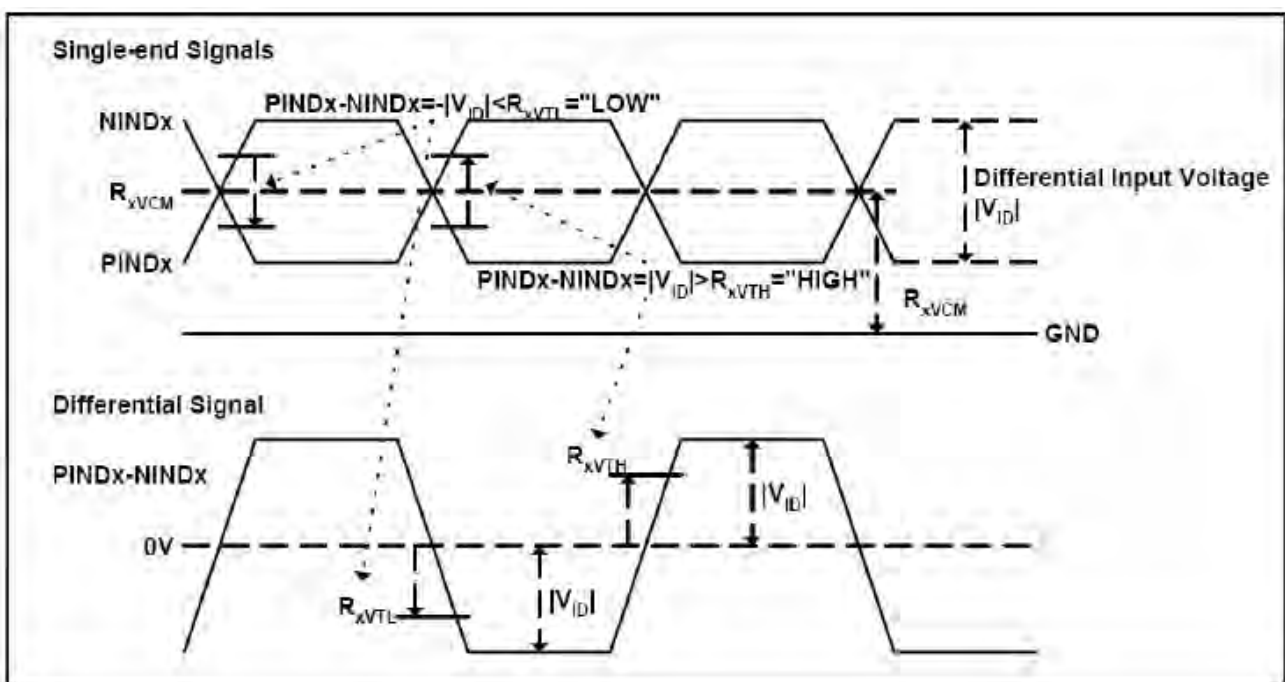 Single-end Signals
PINDx-NINDx=-|VID|<RxVTL="LOW"
NINDx
RxVCM
Differential Input Voltage
|VID|
PINDx
PINDx-NINDx=|VID|>RxVTH="HIGH"
RxVCM
GND
Differential Signal
RxVTH
PINDx-NINDx
|VID|
0V
RxVTL
|VID|